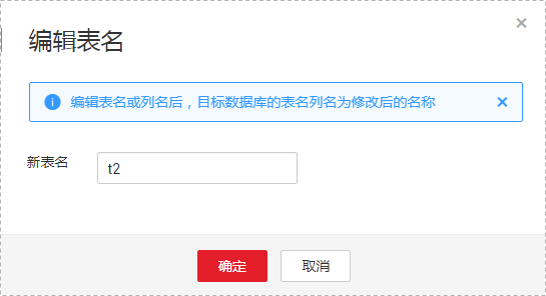 编辑表名
编辑表名或列名后，目标数据库的表名列名为修改后的名称
新表名
t2
确定
取消